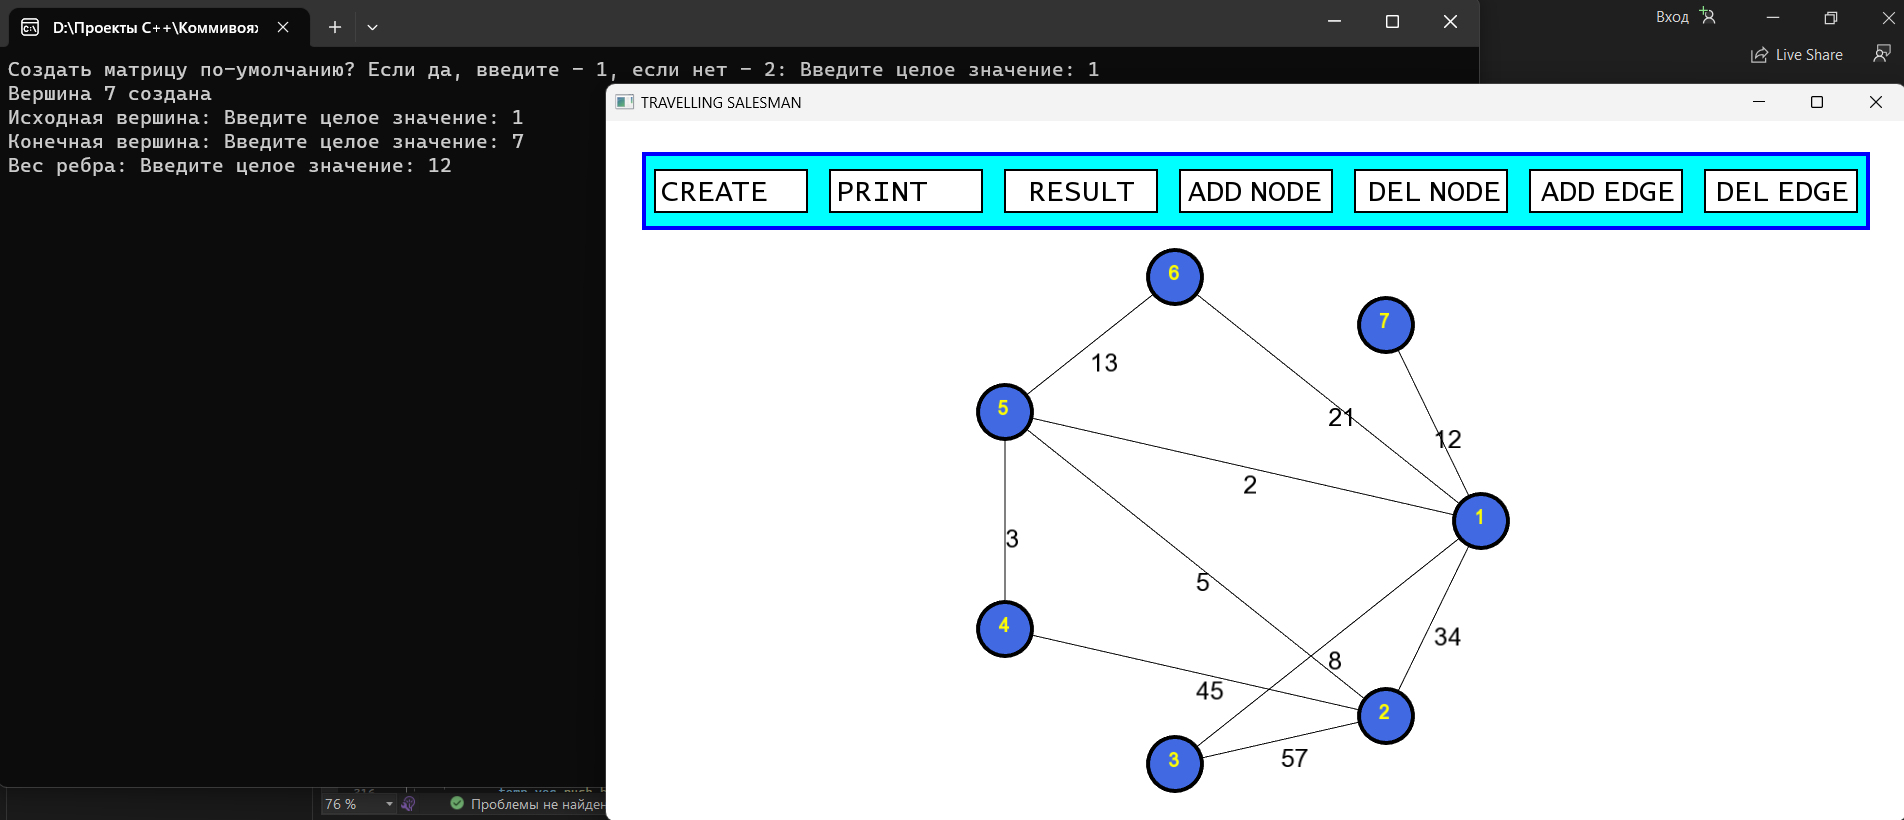 D:\Проекты C++\Коммивоя
Вход
Live Share
Создать матрицу по-умолчанию? Если да, введите - 1, если нет - 2: Введите целое значение: 1
Вершина 7 создана
Исходная вершина: Введите целое значение: 1
Конечная вершина: Введите целое значение: 7
Вес ребра: Введите целое значение: 12
TRAVELLING SALESMAN
CREATE
PRINT
RESULT
ADD NODE
DEL NODE
ADD EDGE
DEL EDGE
6
7
13
5
21
12
2
1
3
5
4
34
8
45
2
3
57
76 %
Проблемы не найден